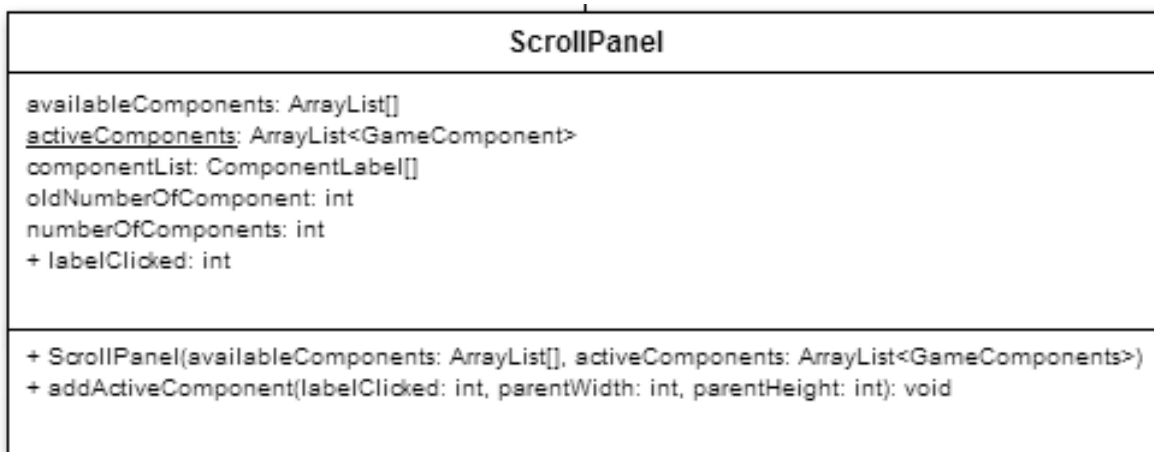 ScrollPanel
availableComponents: ArrayList[]
activeComponents: ArrayList<GameComponent>
componentList: ComponentLabel[]
oldNumberOfComponent: int
numberOfComponents: int
+ labelClicked: int
+ ScrollPanel(availableComponents: ArrayList[], activeComponents: ArrayList<GameComponents>)
+ addActiveComponent(labelClicked: int, parentWidth: int, parentHeight: int): void